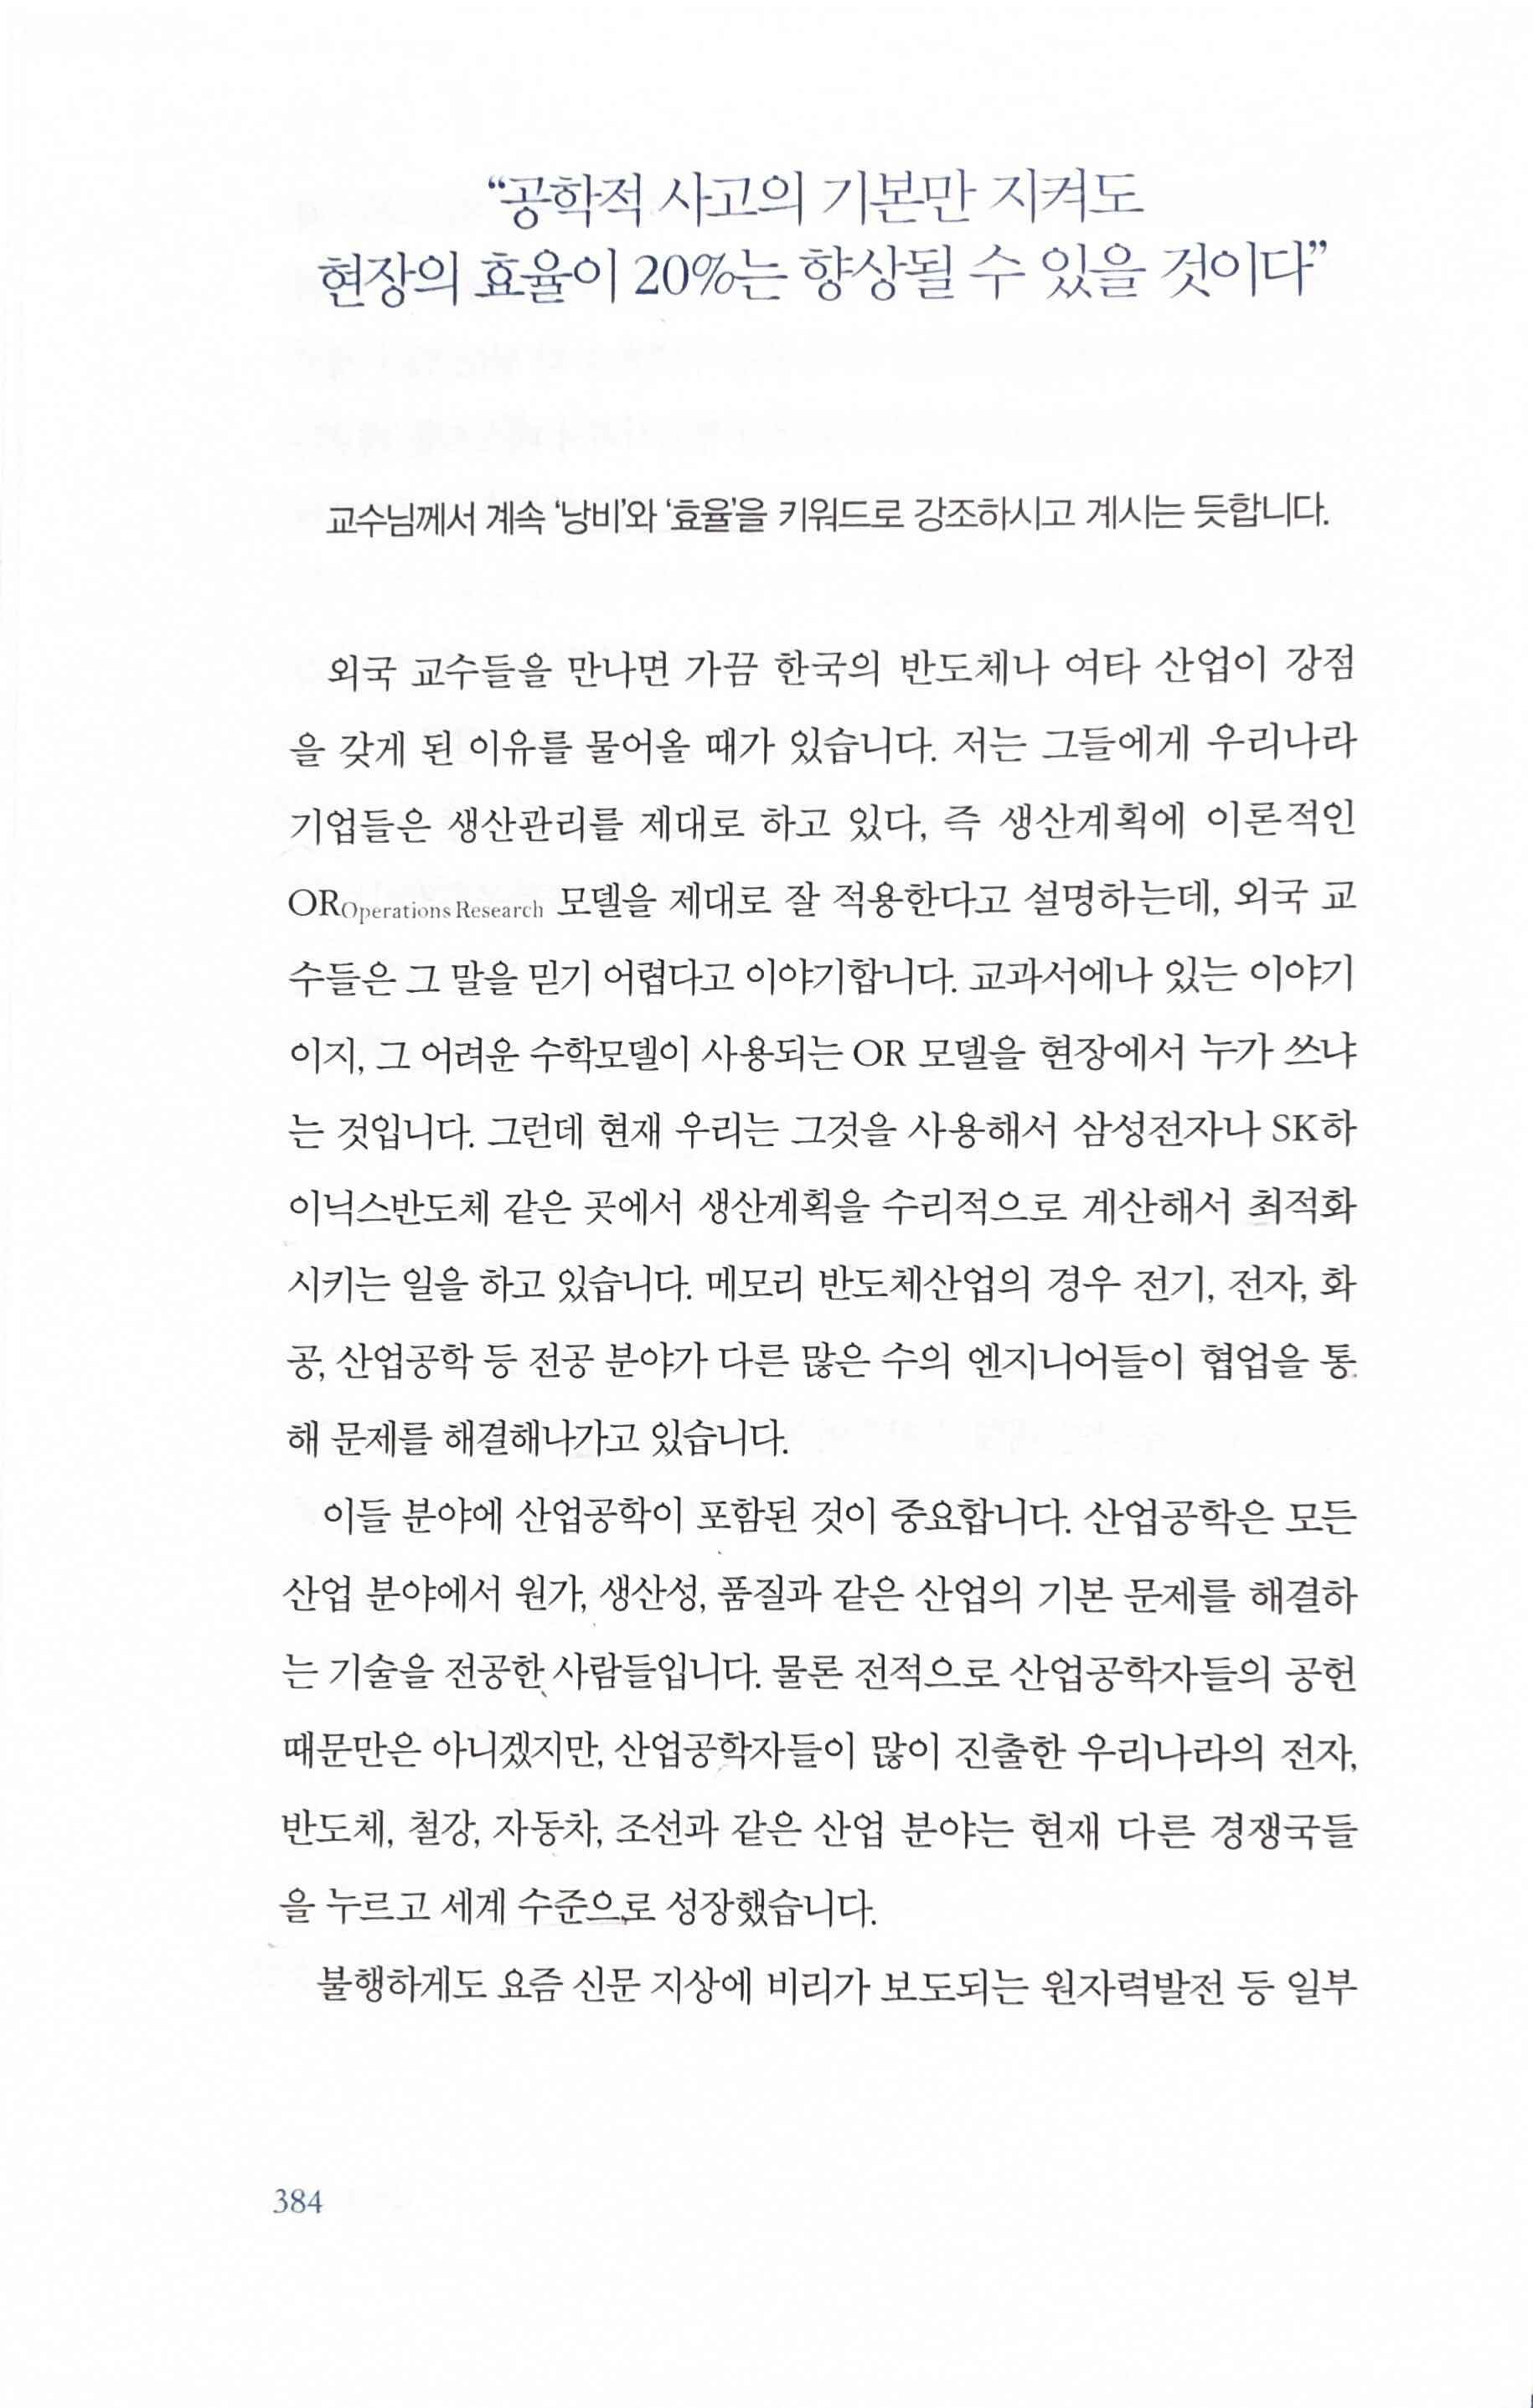 “공학적 사고의 기본만 지켜도
현장의 효율이 20%는 향상될 수 있을 것이다”
교수님께서 계속 ‘낭비’와 ‘효율’을 키워드로 강조하시고 계시는 듯합니다.
외국 교수들을 만나면 가끔 한국의 반도체나 여타 산업이 강점
을 갖게 된 이유를 물어올 때가 있습니다. 저는 그들에게 우리나라
기업들은 생산관리를 제대로 하고 있다, 즉 생산계획에 이론적인
OR Operations Research 모델을 제대로 잘 적용한다고 설명하는데, 외국 교
수들은 그 말을 믿기 어렵다고 이야기합니다. 교과서에나 있는 이야기
이지, 그 어려운 수학모델이 사용되는 OR 모델을 현장에서 누가 쓰냐
는 것입니다. 그런데 현재 우리는 그것을 사용해서 삼성전자나 SK하
이닉스반도체 같은 곳에서 생산계획을 수리적으로 계산해서 최적화
시키는 일을 하고 있습니다. 메모리 반도체산업의 경우 전기, 전자, 화
공, 산업공학 등 전공 분야가 다른 많은 수의 엔지니어들이 협업을 통
해 문제를 해결해나가고 있습니다.
이들 분야에 산업공학이 포함된 것이 중요합니다. 산업공학은 모든
산업 분야에서 원가, 생산성, 품질과 같은 산업의 기본 문제를 해결하
는 기술을 전공한 사람들입니다. 물론 전적으로 산업공학자들의 공헌
때문만은 아니겠지만, 산업공학자들이 많이 진출한 우리나라의 전자,
반도체, 철강, 자동차, 조선과 같은 산업 분야는 현재 다른 경쟁국들
을 누르고 세계 수준으로 성장했습니다.
불행하게도 요즘 신문 지상에 비리가 보도되는 원자력발전 등 일부
384